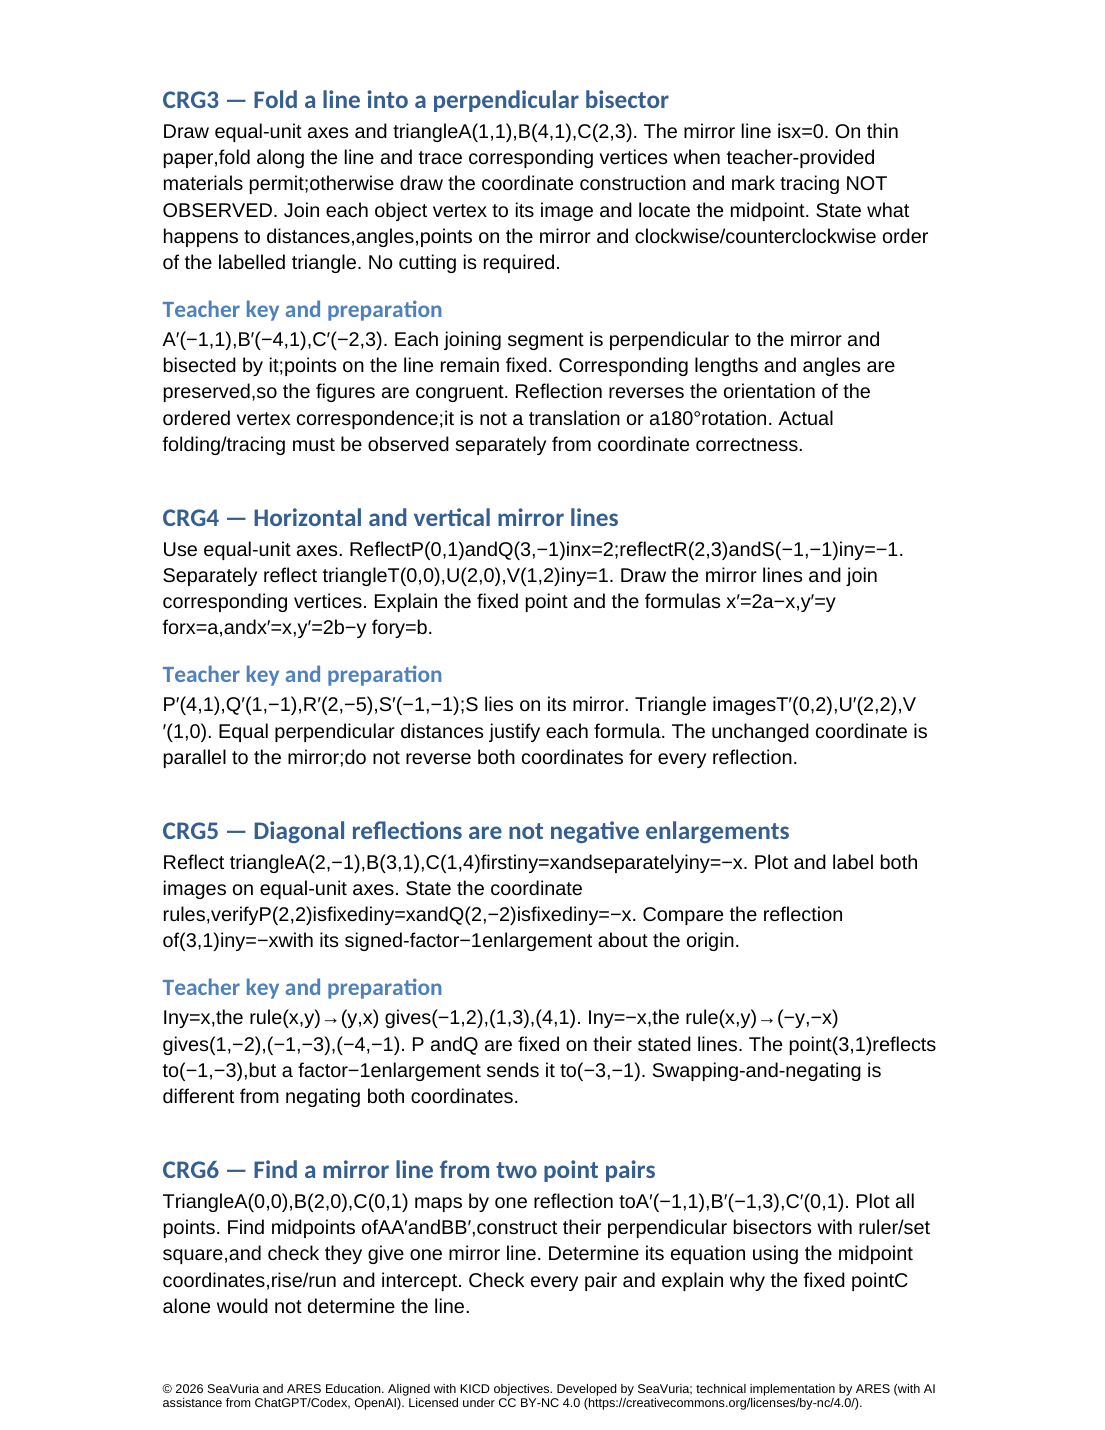 CRG3 — Fold a line into a perpendicular bisector
Draw equal-unit axes and triangleA(1,1),B(4,1),C(2,3). The mirror line isx=0. On thin
paper,fold along the line and trace corresponding vertices when teacher-provided
materials permit;otherwise draw the coordinate construction and mark tracing NOT
OBSERVED. Join each object vertex to its image and locate the midpoint. State what
happens to distances,angles,points on the mirror and clockwise/counterclockwise order
of the labelled triangle. No cutting is required.
Teacher key and preparation
A′(−1,1),B′(−4,1),C′(−2,3). Each joining segment is perpendicular to the mirror and
bisected by it;points on the line remain fixed. Corresponding lengths and angles are
preserved,so the figures are congruent. Reflection reverses the orientation of the
ordered vertex correspondence;it is not a translation or a180°rotation. Actual
folding/tracing must be observed separately from coordinate correctness.
CRG4 — Horizontal and vertical mirror lines
Use equal-unit axes. ReflectP(0,1)andQ(3,−1)inx=2;reflectR(2,3)andS(−1,−1)iny=−1.
Separately reflect triangleT(0,0),U(2,0),V(1,2)iny=1. Draw the mirror lines and join
corresponding vertices. Explain the fixed point and the formulas x′=2a−x,y′=y
forx=a,andx′=x,y′=2b−y fory=b.
Teacher key and preparation
P′(4,1),Q′(1,−1),R′(2,−5),S′(−1,−1);S lies on its mirror. Triangle imagesT′(0,2),U′(2,2),V
′(1,0). Equal perpendicular distances justify each formula. The unchanged coordinate is
parallel to the mirror;do not reverse both coordinates for every reflection.
CRG5 — Diagonal reflections are not negative enlargements
Reflect triangleA(2,−1),B(3,1),C(1,4)firstiny=xandseparatelyiny=−x. Plot and label both
images on equal-unit axes. State the coordinate
rules,verifyP(2,2)isfixediny=xandQ(2,−2)isfixediny=−x. Compare the reflection
of(3,1)iny=−xwith its signed-factor−1enlargement about the origin.
Teacher key and preparation
Iny=x,the rule(x,y)→(y,x) gives(−1,2),(1,3),(4,1). Iny=−x,the rule(x,y)→(−y,−x)
gives(1,−2),(−1,−3),(−4,−1). P andQ are fixed on their stated lines. The point(3,1)reflects
to(−1,−3),but a factor−1enlargement sends it to(−3,−1). Swapping-and-negating is
different from negating both coordinates.
CRG6 — Find a mirror line from two point pairs
TriangleA(0,0),B(2,0),C(0,1) maps by one reflection toA′(−1,1),B′(−1,3),C′(0,1). Plot all
points. Find midpoints ofAA′andBB′,construct their perpendicular bisectors with ruler/set
square,and check they give one mirror line. Determine its equation using the midpoint
coordinates,rise/run and intercept. Check every pair and explain why the fixed pointC
alone would not determine the line.
© 2026 SeaVuria and ARES Education. Aligned with KICD objectives. Developed by SeaVuria; technical implementation by ARES (with AI
assistance from ChatGPT/Codex, OpenAI). Licensed under CC BY-NC 4.0 (https://creativecommons.org/licenses/by-nc/4.0/).